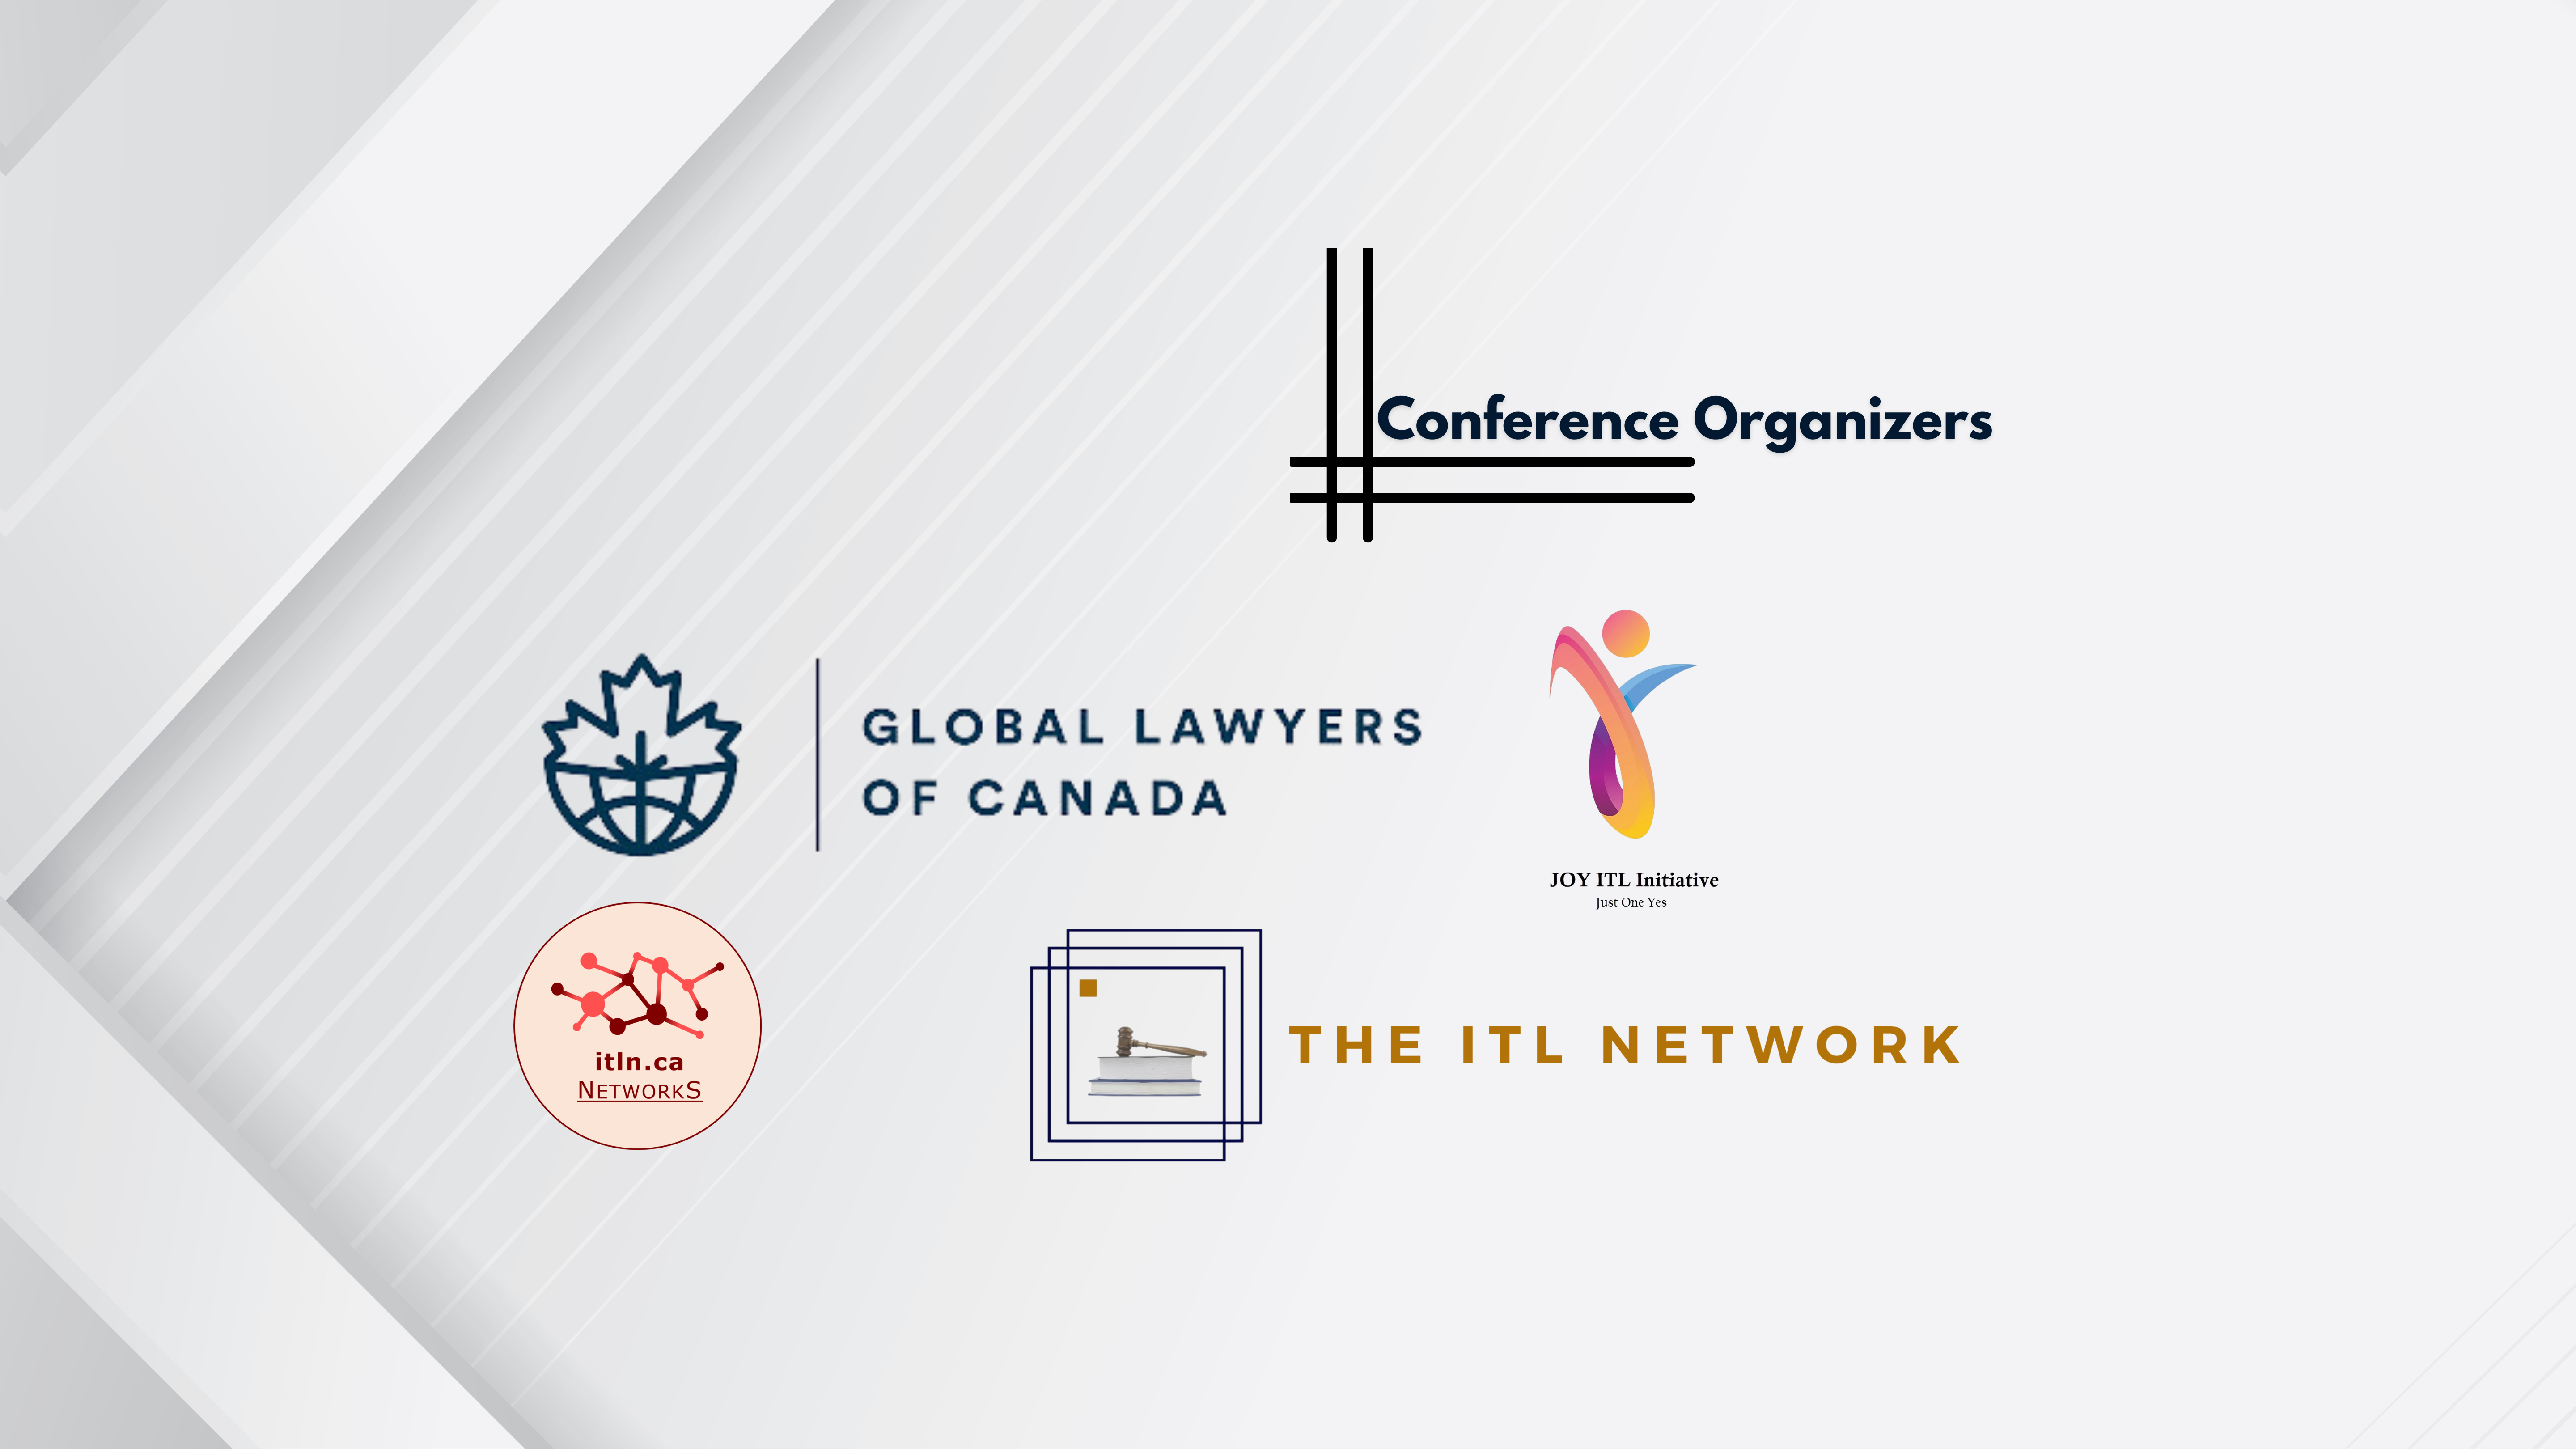 Conference Organizers
GLOBAL LAWYERS
OF CANADA
JOY ITL Initiative
Just One Yes
itln.ca
NETWORKS
THE ITL NETWORK